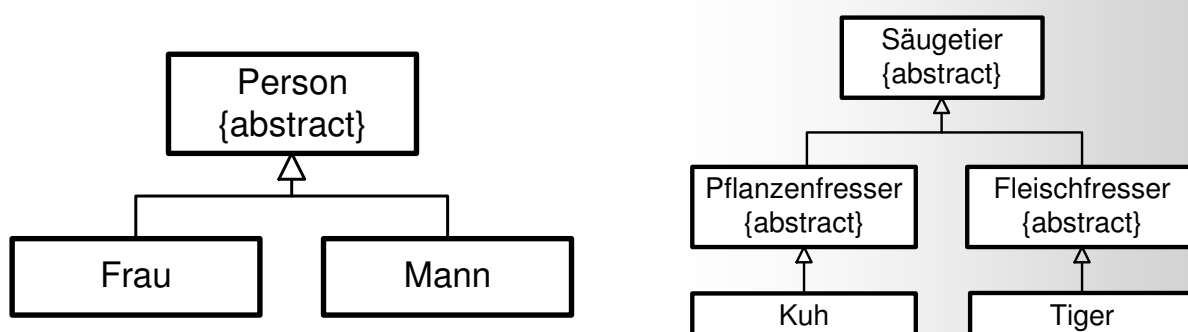 Person
{abstract}
Frau
Mann
Säugetier
{abstract}
Pflanzenfresser
{abstract}
Fleischfresser
{abstract}
Kuh
Tiger